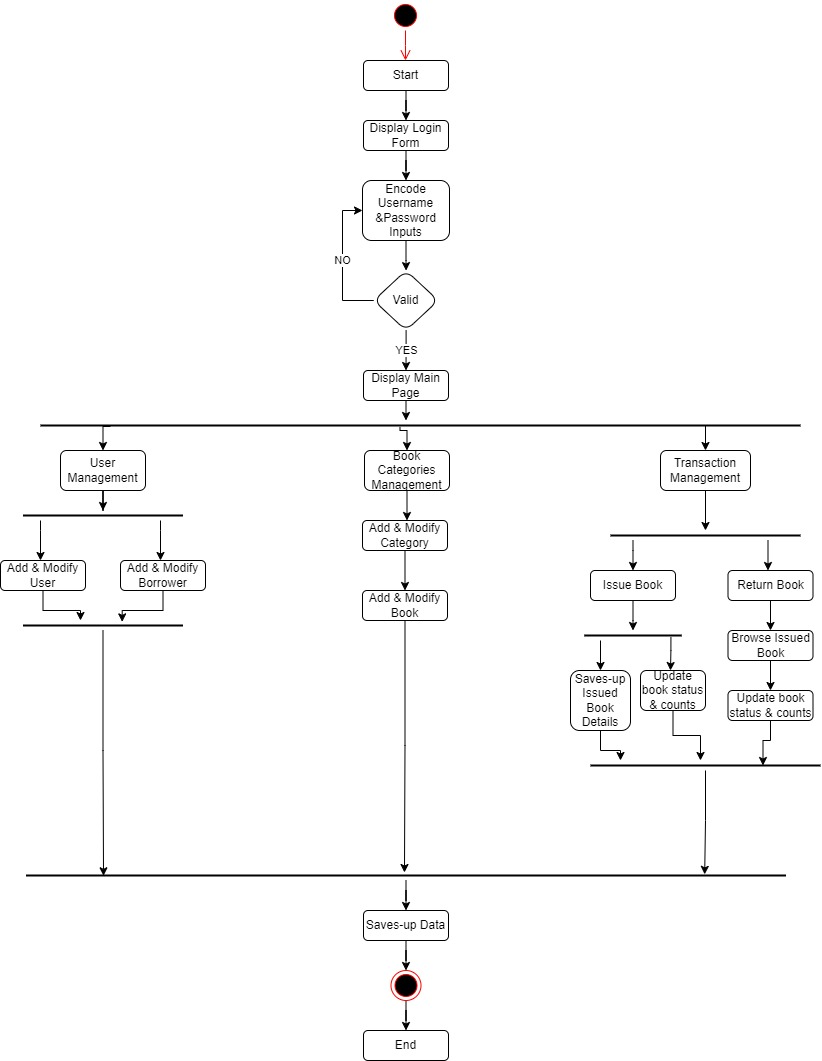 Start
Display Login
Form
Encode
Username
&Password
Inputs
NO
Valid
YES
Display Main
Page
User
Management
Book
Categories
Management
Transaction
Management
Add & Modify
Category
Add & Modify
User
Add & Modify
Borrower
Add & Modify
Book
Issue Book
Return Book
Browse Issued
Book
Saves-up
Issued
Book
Details
Update
book status
& counts
Update book
status & counts
Saves-up Data
End